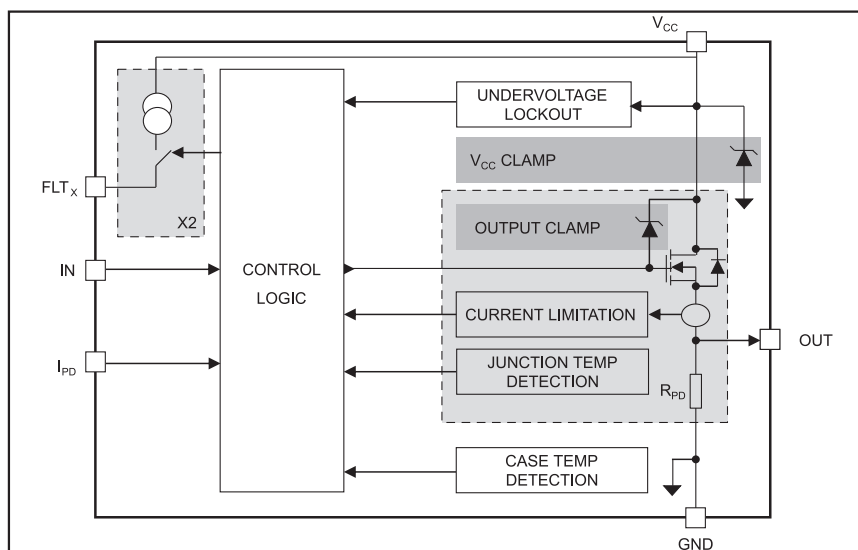 V_CC
UNDERVOLTAGE
LOCKOUT
V_CC CLAMP
FLT_X
X2
OUTPUT CLAMP
IN
CONTROL
LOGIC
CURRENT LIMITATION
OUT
I_PD
JUNCTION TEMP
DETECTION
R_PD
CASE TEMP
DETECTION
GND